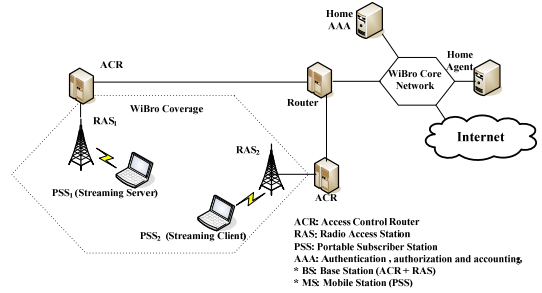 Home
AAA
ACR
Home
Agent
WiBro Core
Network
Router
WiBro Coverage
RAS1
Internet
RAS2
PSS1 (Streaming Server)
ACR
PSS2 (Streaming Client)
ACR: Access Control Router
RAS: Radio Access Station
PSS: Portable Subscriber Station
AAA: Authentication , authorization and accounting,
* BS: Base Station (ACR + RAS)
* MS: Mobile Station (PSS)